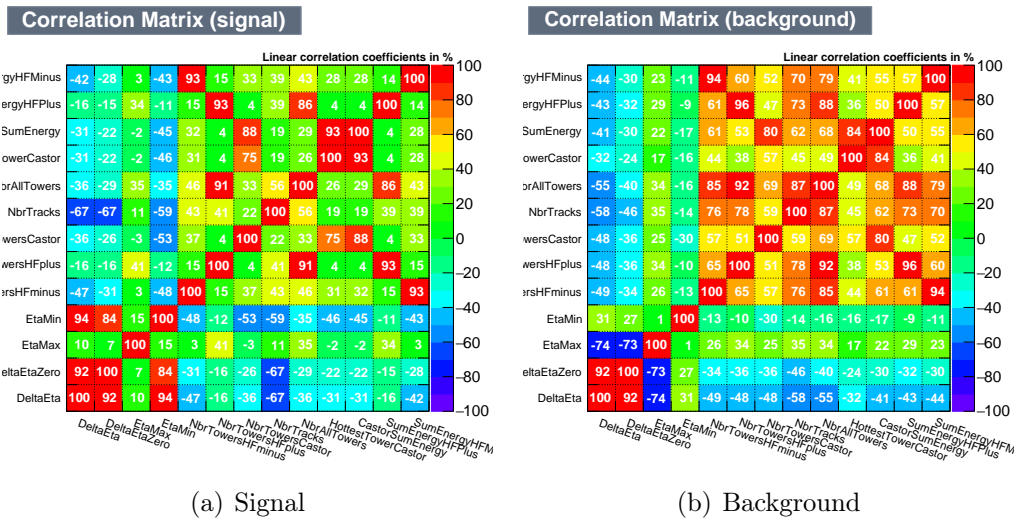 Correlation Matrix (signal)
Linear correlation coefficients in %
ergyHFMinus -42 -28 3 -43 93 15 33 39 43 28 28 14 100
ergyHFPlus -16 -15 34 -11 15 93 4 39 86 4 4 100 14
SumEnergy -31 -22 -2 -45 32 4 88 19 29 93 100 4 28
owerCastor -31 -22 -2 -46 31 4 75 19 26 100 93 4 28
brAllTowers -36 -29 35 -35 46 91 33 56 100 26 29 86 43
NbrTracks -67 -67 11 -59 43 41 22 100 56 19 19 39 39
wersCastor -36 -26 -3 -53 37 4 100 22 33 75 88 4 33
wersHFplus -16 -16 41 -12 15 100 4 41 91 4 4 93 15
ersHFminus -47 -31 3 -48 100 15 37 43 46 31 32 15 93
EtaMin 94 84 15 100 -48 -12 -53 -59 -35 -46 -45 -11 -43
EtaMax 10 7 100 15 3 41 -3 11 35 -2 -2 34 3
eltaEtaZero 92 100 7 84 -31 -16 -26 -67 -29 -22 -22 -15 -28
DeltaEta 100 92 10 94 -47 -16 -36 -67 -36 -31 -31 -16 -42
DeltaEta
DeltaEtaZero
EtaMax
EtaMin
NbrTowersHFminus
NbrTowersHFplus
NbrTowersCastor
NbrTracks
NbrAllTowers
HottestTowerCastor
CastorSumEnergy
SumEnergyHFPlus
SumEnergyHFM
100
80
60
40
20
0
–20
–40
–60
–80
–100
(a) Signal
Correlation Matrix (background)
Linear correlation coefficients in %
rgyHFMinus -44 -30 23 -11 94 60 52 70 79 41 55 57 100
ergyHFPlus -43 -32 29 -9 61 96 47 73 88 36 50 100 57
SumEnergy -41 -30 22 -17 61 53 80 62 68 84 100 50 55
owerCastor -32 -24 17 -16 44 38 57 45 49 100 84 36 41
brAllTowers -55 -40 34 -16 85 92 69 87 100 49 68 88 79
NbrTracks -58 -46 35 -14 76 78 59 100 87 45 62 73 70
wersCastor -48 -36 25 -30 57 51 100 59 69 57 80 47 52
wersHFplus -48 -36 34 -10 65 100 51 78 92 38 53 96 60
ersHFminus -49 -34 26 -13 100 65 57 76 85 44 61 61 94
EtaMin 31 27 1 100 -13 -10 -30 -14 -16 -16 -17 -9 -11
EtaMax -74 -73 100 1 26 34 25 35 34 17 22 29 23
eltaEtaZero 92 100 -73 27 -34 -36 -36 -46 -40 -24 -30 -32 -30
DeltaEta 100 92 -74 31 -49 -48 -48 -58 -55 -32 -41 -43 -44
DeltaEta
DeltaEtaZero
EtaMax
EtaMin
NbrTowersHFminus
NbrTowersHFplus
NbrTowersCastor
NbrTracks
NbrAllTowers
HottestTowerCastor
CastorSumEnergy
SumEnergyHFPlus
SumEnergyHFM
100
80
60
40
20
0
–20
–40
–60
–80
–100
(b) Background